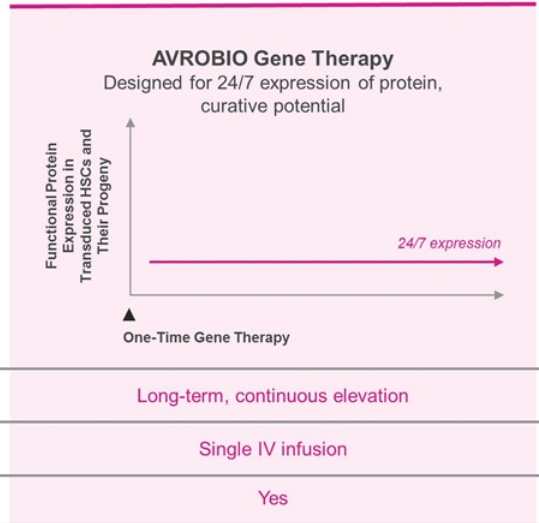 AVROBIO Gene Therapy
Designed for 24/7 expression of protein,
curative potential
Functional Protein
Expression in
Transduced HSCs and
Their Progeny
24/7 expression
One-Time Gene Therapy
Long-term, continuous elevation
Single IV infusion
Yes